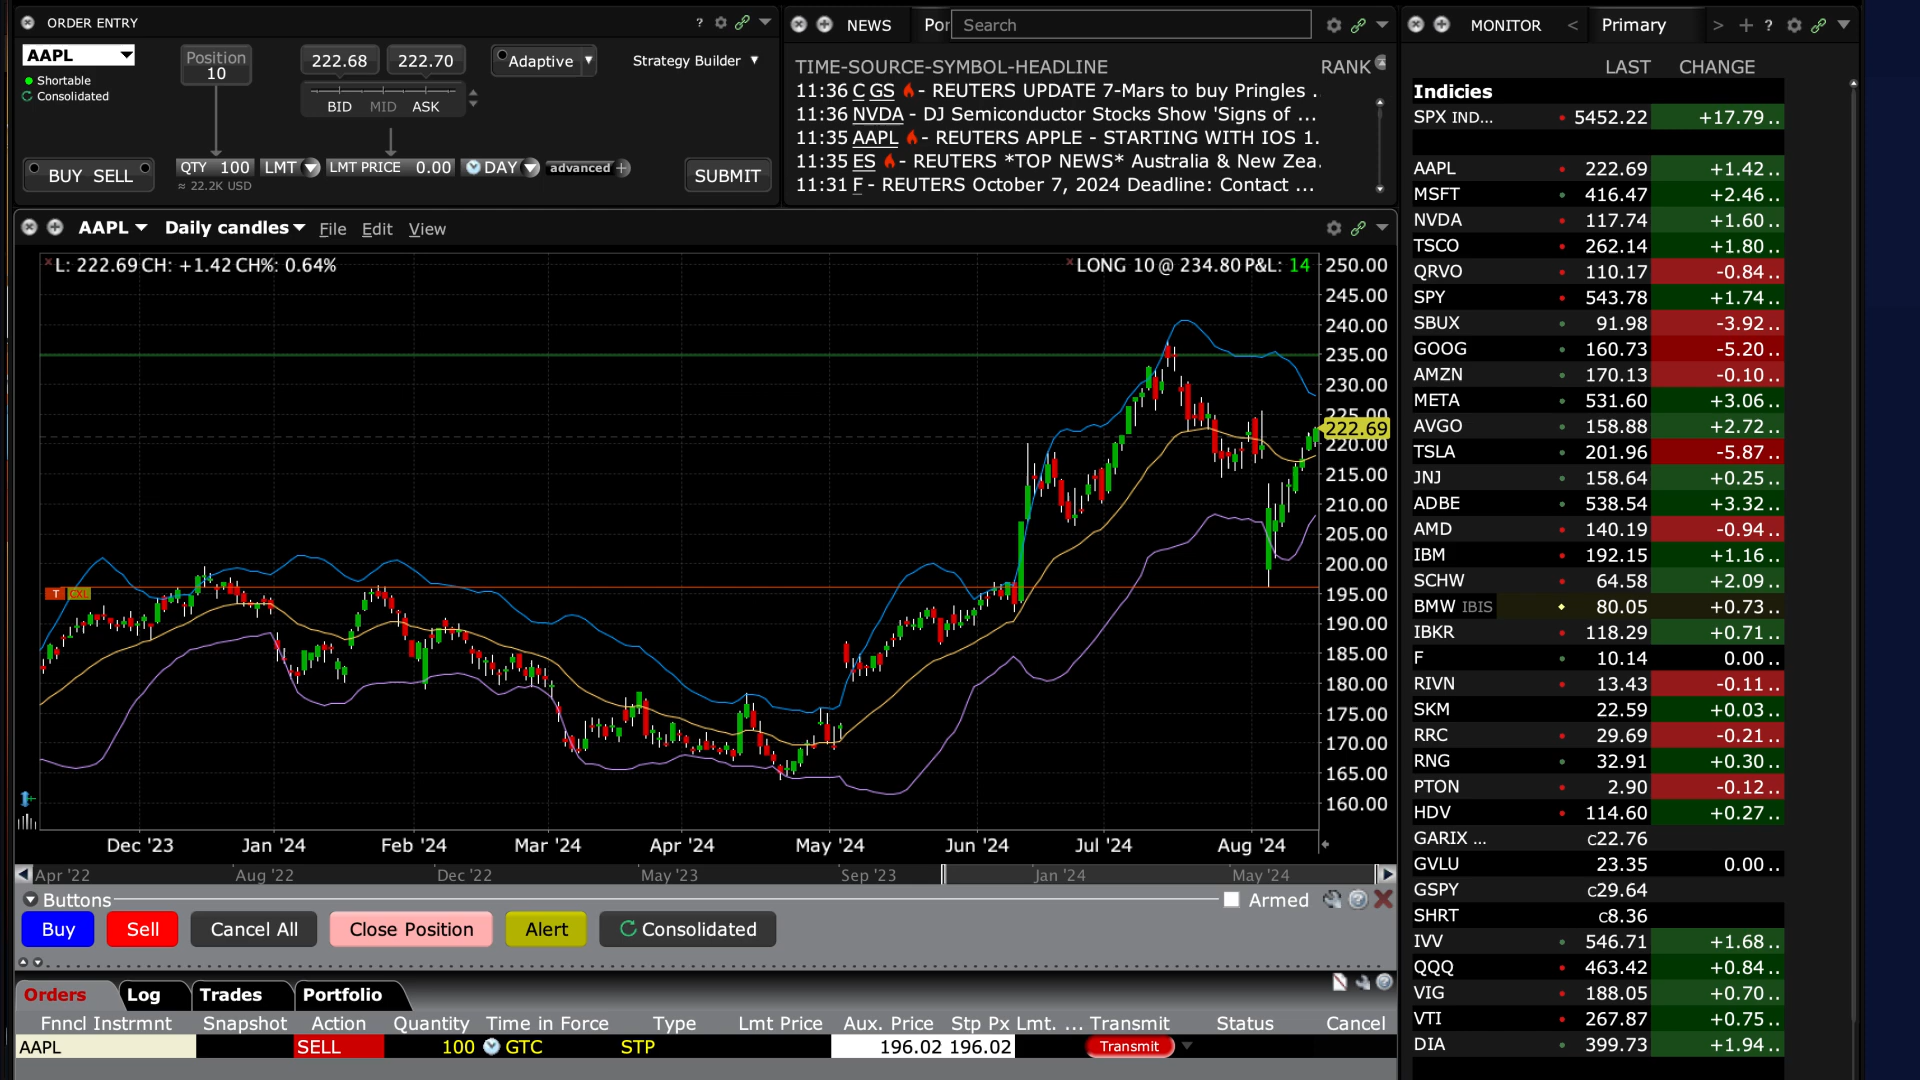 ORDER ENTRY
?
AAPL
Shortable
Consolidated
Position
10
222.68 222.70
BID MID ASK
Adaptive
Strategy Builder
BUY SELL
QTY 100 LMT LMT PRICE 0.00 DAY advanced
≈ 22.2K USD
SUBMIT
NEWS Por Search
TIME-SOURCE-SYMBOL-HEADLINE RANK
11:36 C GS - REUTERS UPDATE 7-Mars to buy Pringles ..
11:36 NVDA - DJ Semiconductor Stocks Show 'Signs of ...
11:35 AAPL - REUTERS APPLE - STARTING WITH IOS 1.
11:35 ES - REUTERS *TOP NEWS* Australia & New Zea.
11:31 F - REUTERS October 7, 2024 Deadline: Contact ...
AAPL Daily candles File Edit View
L: 222.69 CH: +1.42 CH%: 0.64%
LONG 10 @ 234.80 P&L: 14
250.00
245.00
240.00
235.00
230.00
225.00
222.69
220.00
215.00
210.00
205.00
200.00
195.00
190.00
185.00
180.00
175.00
170.00
165.00
160.00
T CXL
Dec '23 Jan '24 Feb '24 Mar '24 Apr '24 May '24 Jun '24 Jul '24 Aug '24
Apr '22 Aug '22 Dec '22 May '23 Sep '23 Jan '24 May '24
Buttons Armed
Buy Sell Cancel All Close Position Alert Consolidated
Orders Log Trades Portfolio
Fnncl Instrmnt Snapshot Action Quantity Time in Force Type Lmt Price Aux. Price Stp Px Lmt. ... Transmit Status Cancel
AAPL SELL 100 GTC STP 196.02 196.02 Transmit
MONITOR < Primary > + ?
LAST CHANGE
Indicies
SPX IND... 5452.22 +17.79 ..
AAPL 222.69 +1.42 ..
MSFT 416.47 +2.46 ..
NVDA 117.74 +1.60 ..
TSCO 262.14 +1.80 ..
QRVO 110.17 -0.84 ..
SPY 543.78 +1.74 ..
SBUX 91.98 -3.92 ..
GOOG 160.73 -5.20 ..
AMZN 170.13 -0.10 ..
META 531.60 +3.06 ..
AVGO 158.88 +2.72 ..
TSLA 201.96 -5.87 ..
JNJ 158.64 +0.25 ..
ADBE 538.54 +3.32 ..
AMD 140.19 -0.94 ..
IBM 192.15 +1.16 ..
SCHW 64.58 +2.09 ..
BMW IBIS 80.05 +0.73 ..
IBKR 118.29 +0.71 ..
F 10.14 0.00 ..
RIVN 13.43 -0.11 ..
SKM 22.59 +0.03 ..
RRC 29.69 -0.21 ..
RNG 32.91 +0.30 ..
PTON 2.90 -0.12 ..
HDV 114.60 +0.27 ..
GARIX ... c22.76
GVLU 23.35 0.00 ..
GSPY c29.64
SHRT c8.36
IVV 546.71 +1.68 ..
QQQ 463.42 +0.84 ..
VIG 188.05 +0.70 ..
VTI 267.87 +0.75 ..
DIA 399.73 +1.94 ..